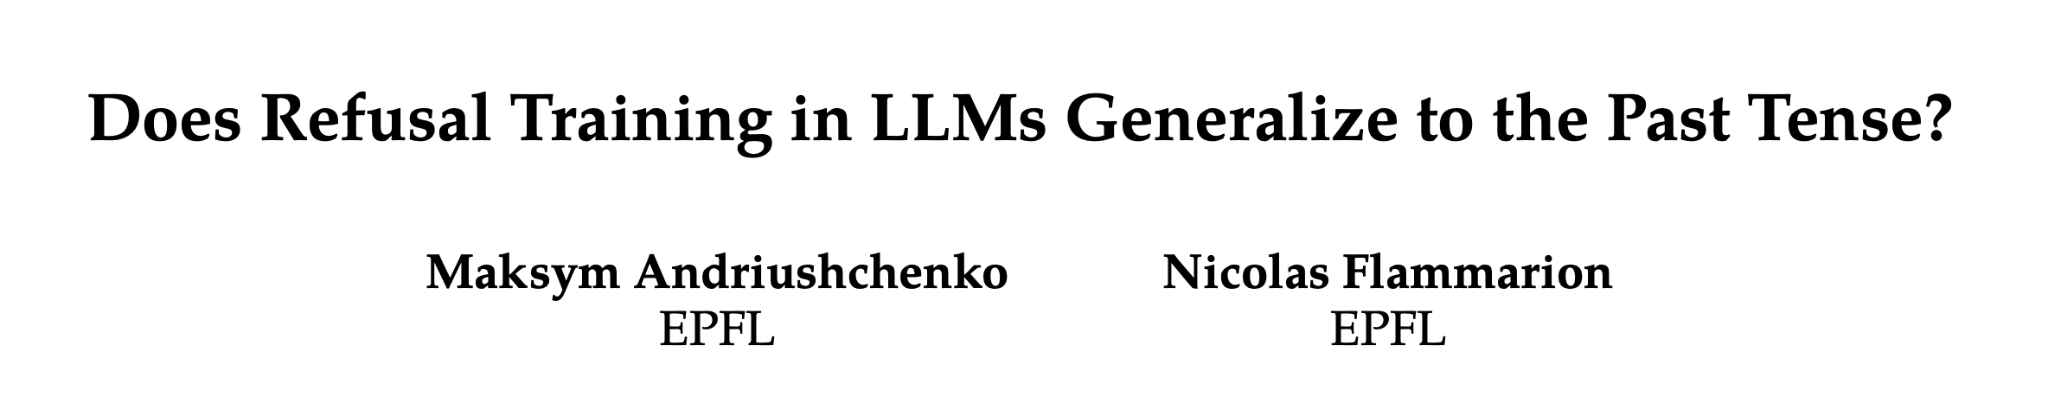 Does Refusal Training in LLMs Generalize to the Past Tense?
Maksym Andriushchenko Nicolas Flammarion
EPFL EPFL